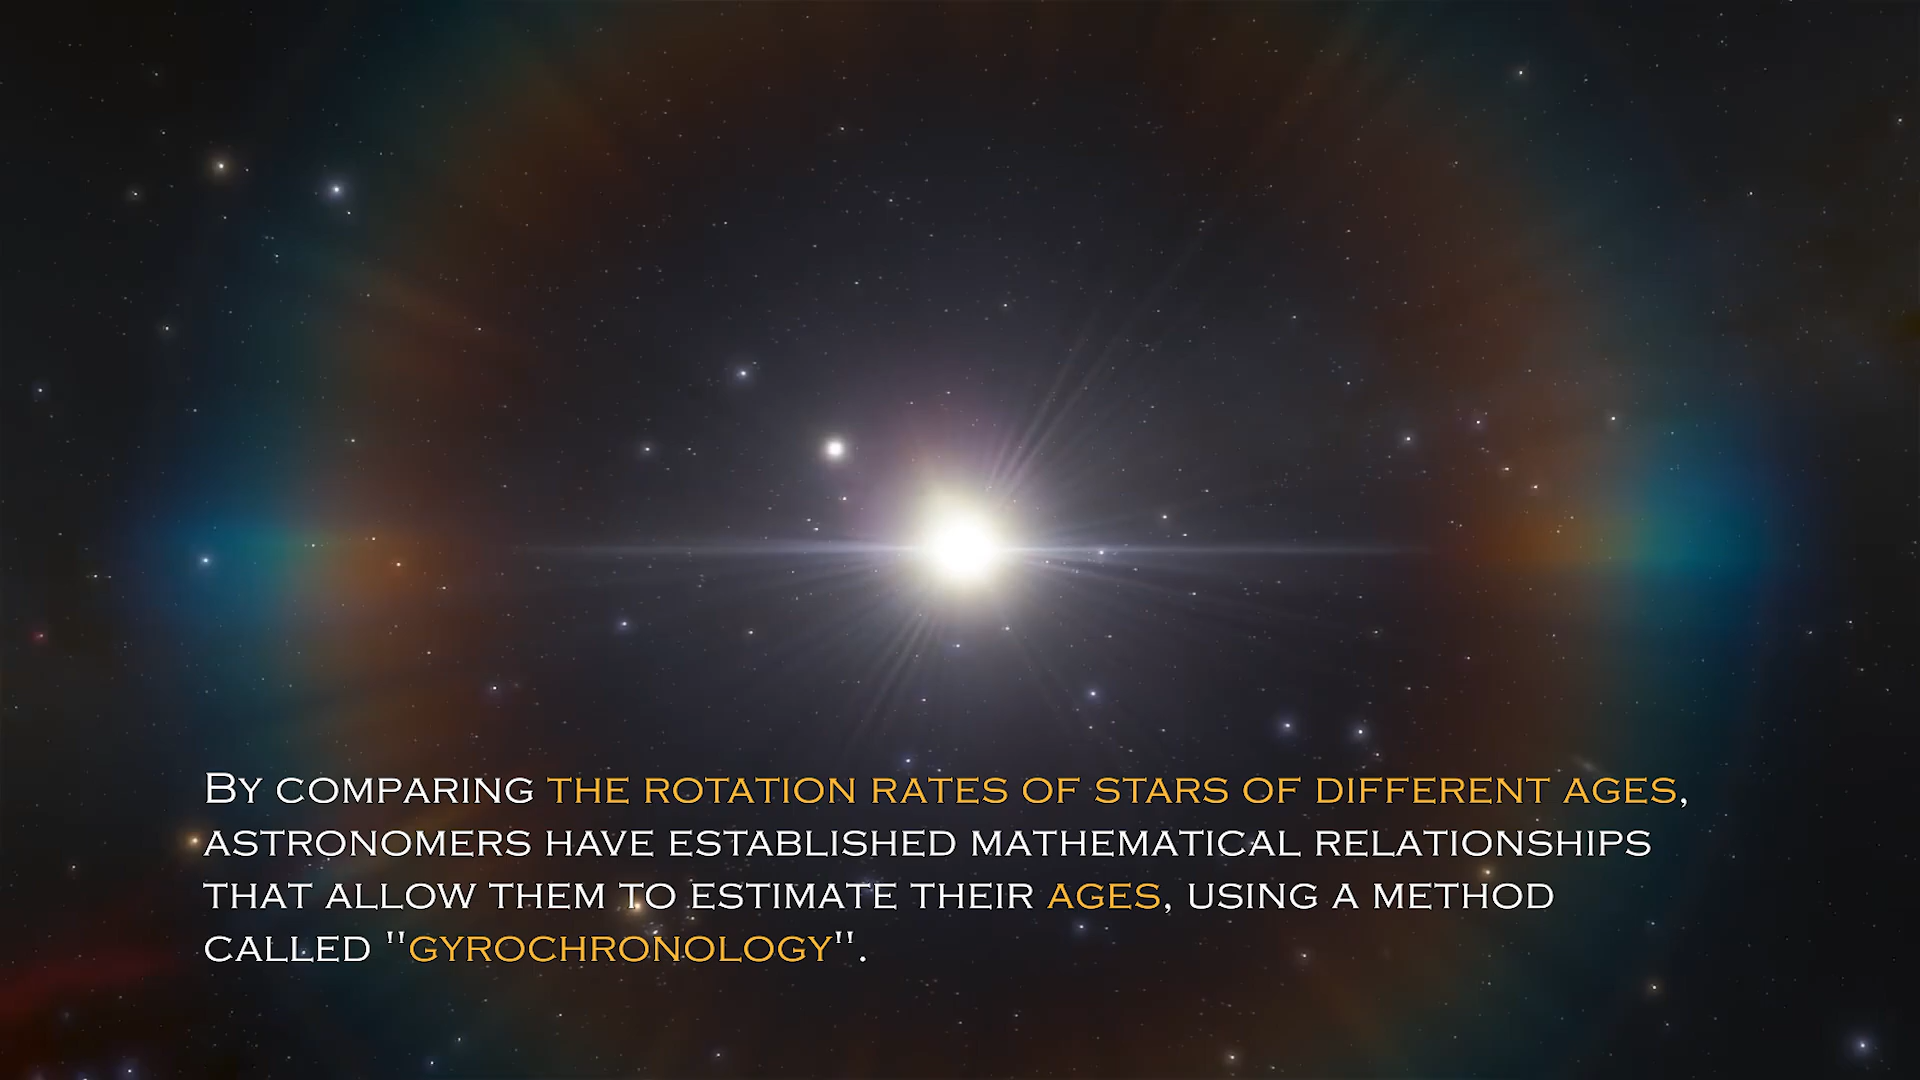 By comparing the rotation rates of stars of different ages,
astronomers have established mathematical relationships
that allow them to estimate their ages, using a method
called "gyrochronology".